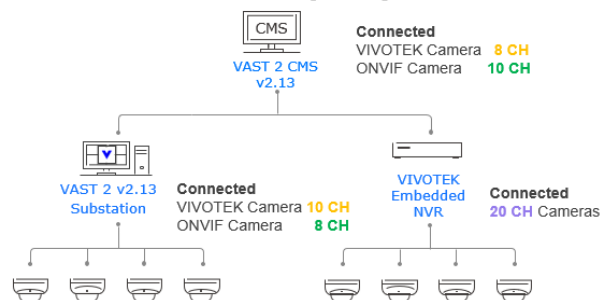 CMS
VAST 2 CMS
v2.13
Connected
VIVOTEK Camera 8 CH
ONVIF Camera 10 CH
VAST 2 v2.13
Substation
Connected
VIVOTEK Camera 10 CH
ONVIF Camera 8 CH
VIVOTEK
Embedded
NVR
Connected
20 CH Cameras